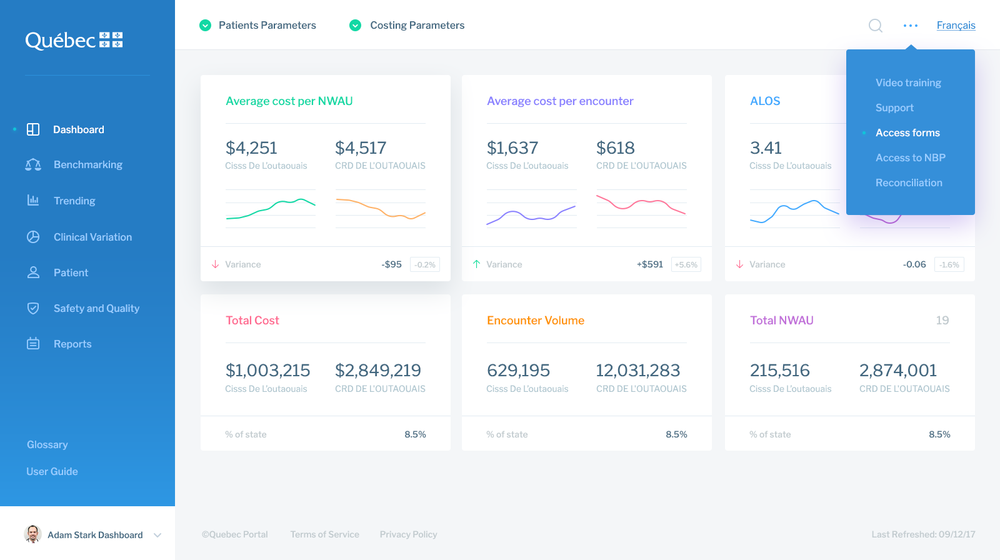 Québec
Patients Parameters
Costing Parameters
Français
Video training
Support
Access forms
Access to NBP
Reconciliation
Dashboard
Benchmarking
Trending
Clinical Variation
Patient
Safety and Quality
Reports
Glossary
User Guide
Adam Stark Dashboard
Average cost per NWAU
$4,251 $4,517
Cisss De L'outaouais CRD DE L'OUTAOUAIS
Variance -$95 -0.2%
Average cost per encounter
$1,637 $618
Cisss De L'outaouais CRD DE L'OUTAOUAIS
Variance +$591 +5.6%
ALOS
3.41
Cisss De L'outaouais
Variance -0.06 -1.6%
Total Cost
$1,003,215 $2,849,219
Cisss De L'outaouais CRD DE L'OUTAOUAIS
% of state 8.5%
Encounter Volume
629,195 12,031,283
Cisss De L'outaouais CRD DE L'OUTAOUAIS
% of state 8.5%
Total NWAU 19
215,516 2,874,001
Cisss De L'outaouais CRD DE L'OUTAOUAIS
% of state 8.5%
©Quebec Portal Terms of Service Privacy Policy Last Refreshed: 09/12/17